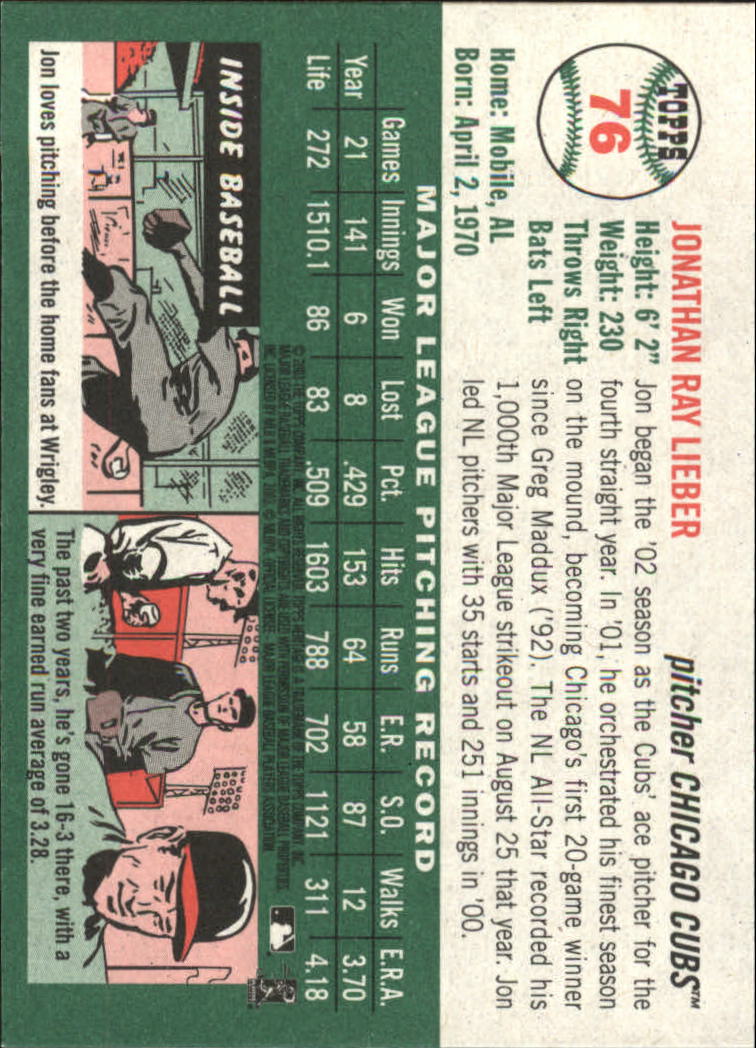 TOPPS
76
JONATHAN RAY LIEBER
pitcher CHICAGO CUBS™
Height: 6' 2"
Weight: 230
Throws Right
Bats Left
Home: Mobile, AL
Born: April 2, 1970
Jon began the '02 season as the Cubs' ace pitcher for the
fourth straight year. In '01, he orchestrated his finest season
on the mound, becoming Chicago's first 20-game winner
since Greg Maddux ('92). The NL All-Star recorded his
1,000th Major League strikeout on August 25 that year. Jon
led NL pitchers with 35 starts and 251 innings in '00.
MAJOR LEAGUE PITCHING RECORD
Games Innings Won Lost Pct. Hits Runs E.R. S.O. Walks E.R.A.
Year 21 141 6 8 .429 153 64 58 87 12 3.70
Life 272 1510.1 86 83 .509 1603 788 702 1121 311 4.18
INSIDE BASEBALL
Jon loves pitching before the home fans at Wrigley.
The past two years, he's gone 16-3 there, with a
very fine earned run average of 3.28.